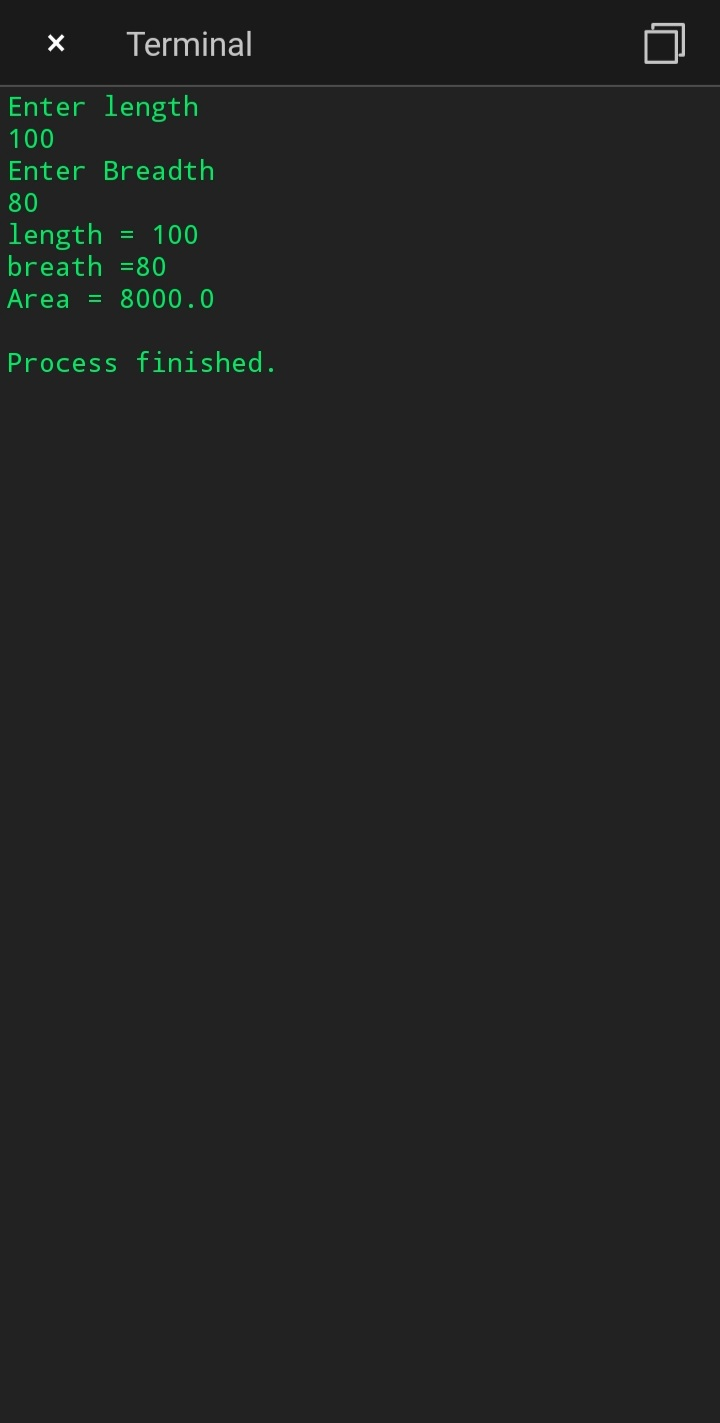 Terminal
Enter length
100
Enter Breadth
80
length = 100
breath =80
Area = 8000.0
Process finished.